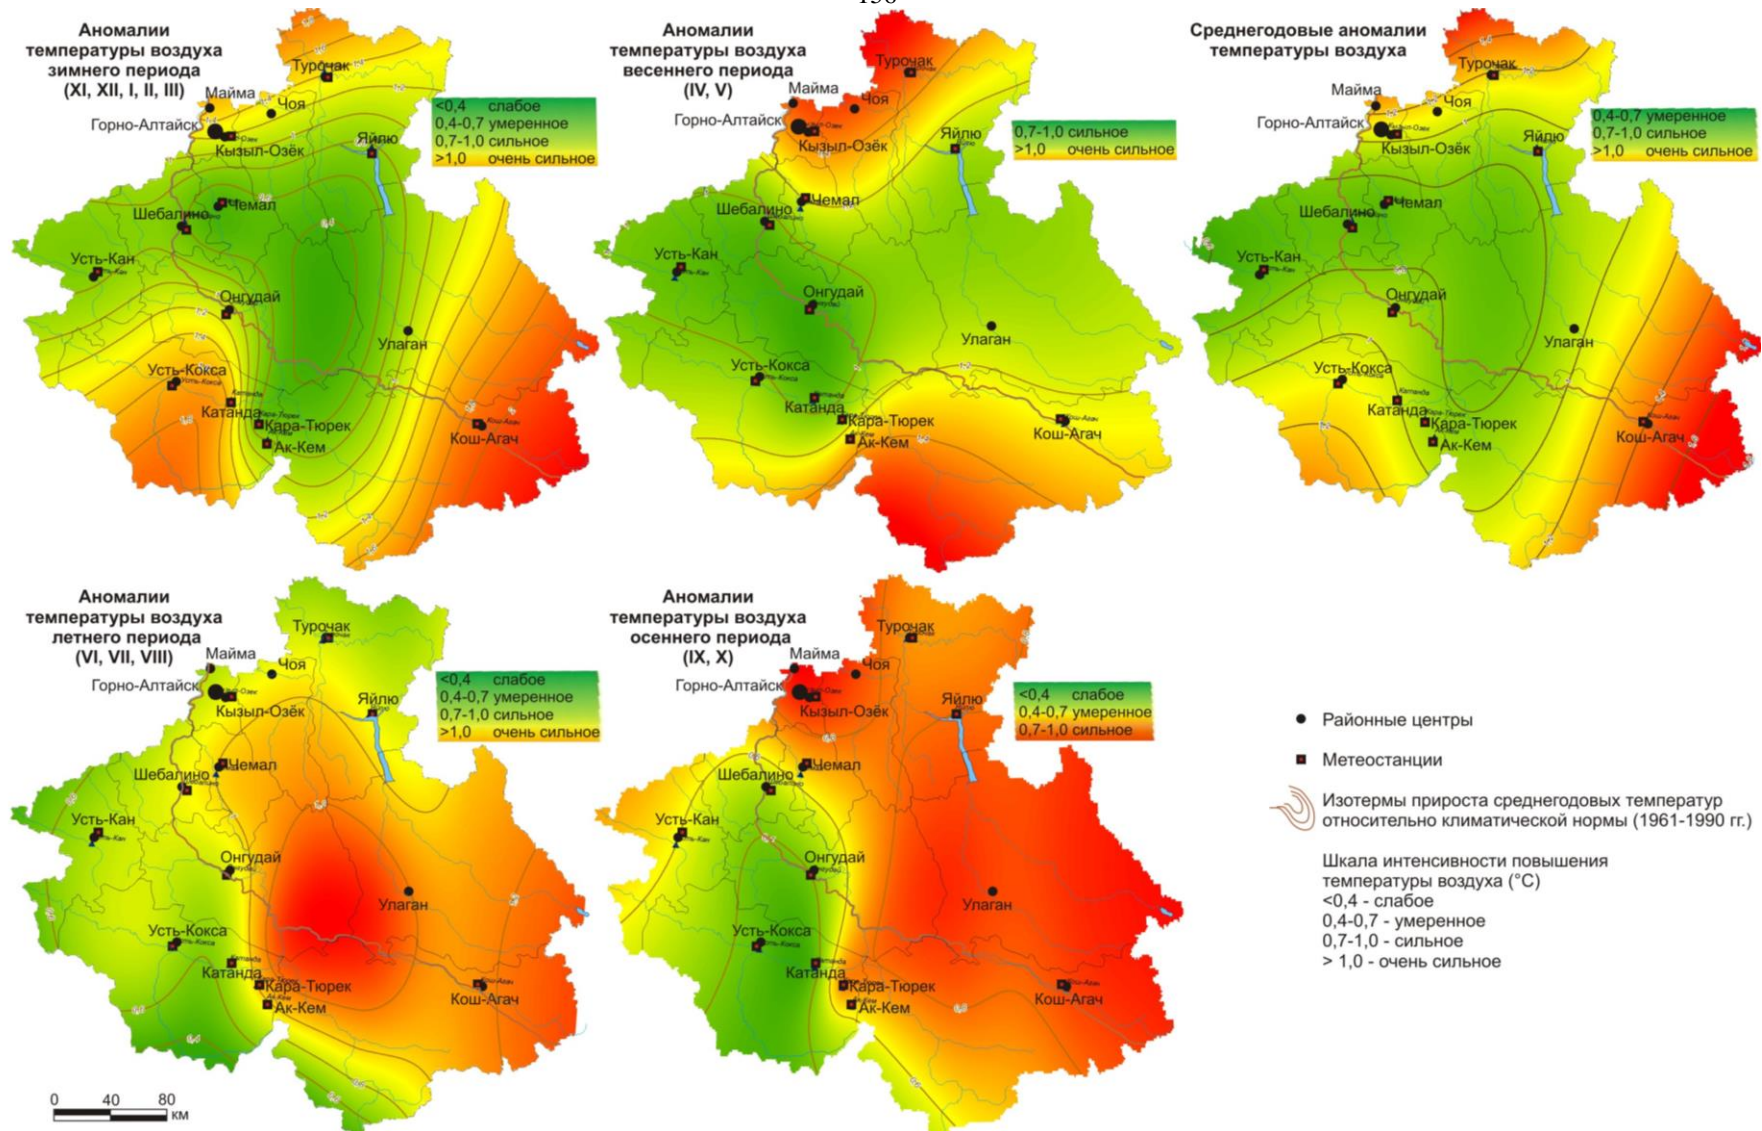 Аномалии
температуры воздуха
зимнего периода
(XI, XII, I, II, III)
Турочак
Майма
Чоя
Горно-Алтайск
Кызыл-Озёк
Яйлю
<0,4 слабое
0,4-0,7 умеренное
0,7-1,0 сильное
>1,0 очень сильное
Чемал
Шебалино
Усть-Кан
Онгудай
Улаган
Усть-Кокса
Катанда
Кара-Тюрек
Ак-Кем
Кош-Агач
Аномалии
температуры воздуха
весеннего периода
(IV, V)
Турочак
Майма
Чоя
Горно-Алтайск
Кызыл-Озёк
Яйлю
0,7-1,0 сильное
>1,0 очень сильное
Чемал
Шебалино
Усть-Кан
Онгудай
Улаган
Усть-Кокса
Катанда
Кара-Тюрек
Ак-Кем
Кош-Агач
Среднегодовые аномалии
температуры воздуха
Турочак
Майма
Чоя
Горно-Алтайск
Кызыл-Озёк
Яйлю
0,4-0,7 умеренное
0,7-1,0 сильное
>1,0 очень сильное
Чемал
Шебалино
Усть-Кан
Онгудай
Улаган
Усть-Кокса
Катанда
Кара-Тюрек
Ак-Кем
Кош-Агач
Аномалии
температуры воздуха
летнего периода
(VI, VII, VIII)
Турочак
Майма
Чоя
Горно-Алтайск
Кызыл-Озёк
Яйлю
<0,4 слабое
0,4-0,7 умеренное
0,7-1,0 сильное
>1,0 очень сильное
Чемал
Шебалино
Усть-Кан
Онгудай
Улаган
Усть-Кокса
Катанда
Кара-Тюрек
Ак-Кем
Кош-Агач
0 40 80
км
Аномалии
температуры воздуха
осеннего периода
(IX, X)
Турочак
Майма
Чоя
Горно-Алтайск
Кызыл-Озёк
Яйлю
<0,4 слабое
0,4-0,7 умеренное
0,7-1,0 сильное
Чемал
Шебалино
Усть-Кан
Онгудай
Улаган
Усть-Кокса
Катанда
Кара-Тюрек
Ак-Кем
Кош-Агач
Районные центры
Метеостанции
Изотермы прироста среднегодовых температур
относительно климатической нормы (1961-1990 гг.)
Шкала интенсивности повышения
температуры воздуха (°С)
<0,4 - слабое
0,4-0,7 - умеренное
0,7-1,0 - сильное
> 1,0 - очень сильное